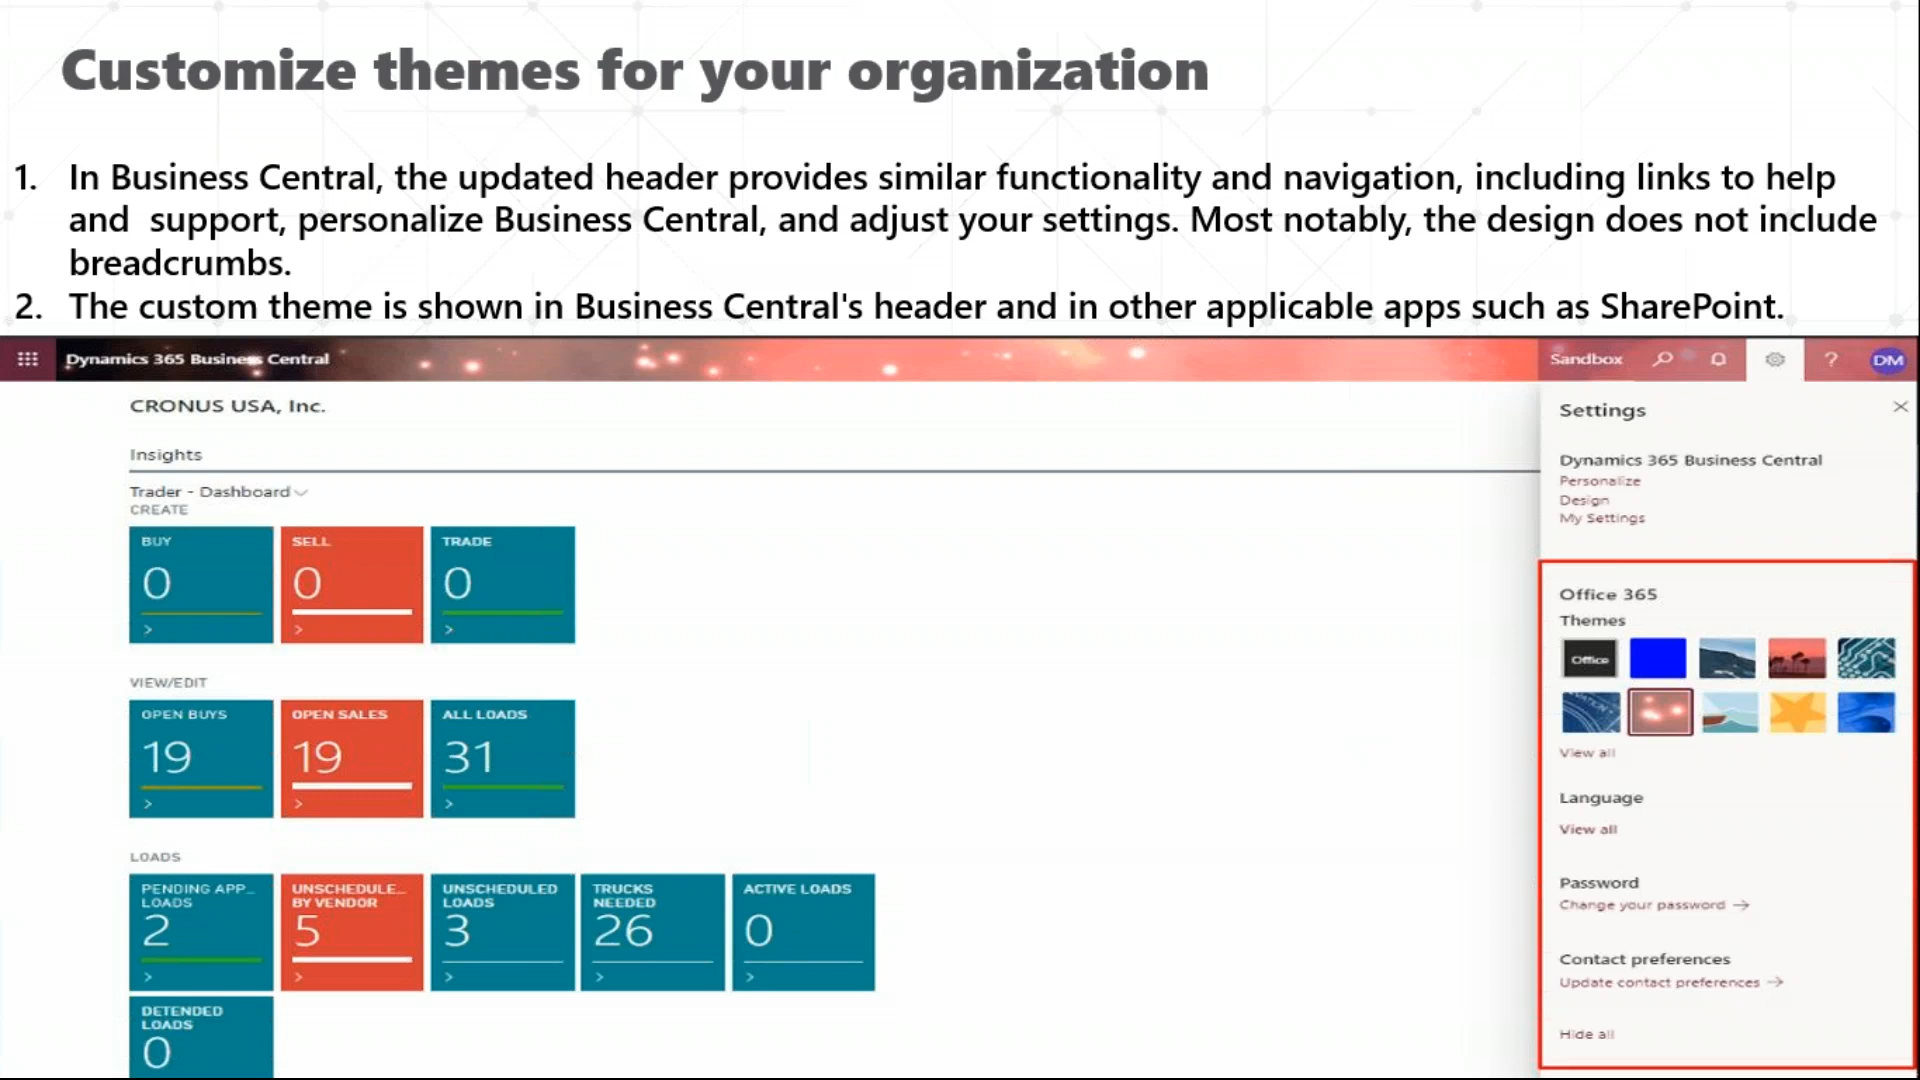 Customize themes for your organization
1. In Business Central, the updated header provides similar functionality and navigation, including links to help
and support, personalize Business Central, and adjust your settings. Most notably, the design does not include
breadcrumbs.
2. The custom theme is shown in Business Central's header and in other applicable apps such as SharePoint.
Dynamics 365 Business Central
Sandbox
?
DM
CRONUS USA, Inc.
Insights
Trader - Dashboard
CREATE
BUY
0
>
SELL
0
>
TRADE
0
>
VIEW/EDIT
OPEN BUYS
19
>
OPEN SALES
19
>
ALL LOADS
31
>
LOADS
PENDING APP...
LOADS
2
>
UNSCHEDULE...
BY VENDOR
5
>
UNSCHEDULED
LOADS
3
>
TRUCKS
NEEDED
26
>
ACTIVE LOADS
0
>
DETENDED
LOADS
0
Settings
Dynamics 365 Business Central
Personalize
Design
My Settings
Office 365
Themes
Office
View all
Language
View all
Password
Change your password →
Contact preferences
Update contact preferences →
Hide all